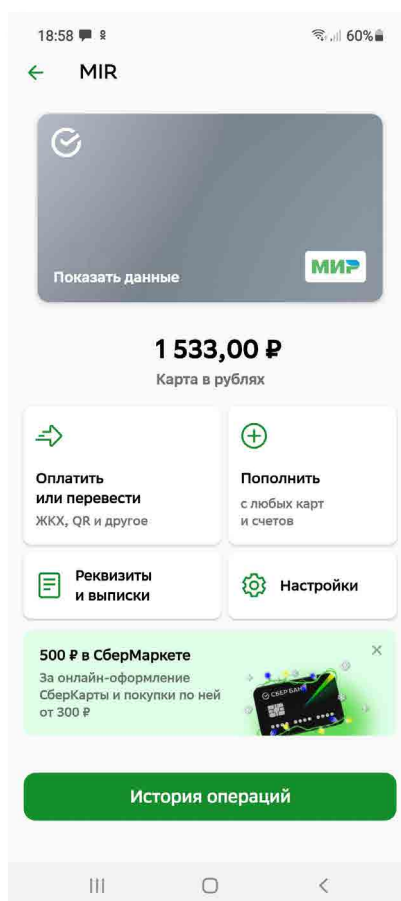 18:58 60%
MIR
Показать данные
МИР
1 533,00 ₽
Карта в рублях
Оплатить
или перевести
ЖКХ, QR и другое
Пополнить
с любых карт
и счетов
Реквизиты
и выписки
Настройки
500 ₽ в СберМаркете
За онлайн-оформление
СберКарты и покупки по ней
от 300 ₽
СБЕРБАНК
История операций